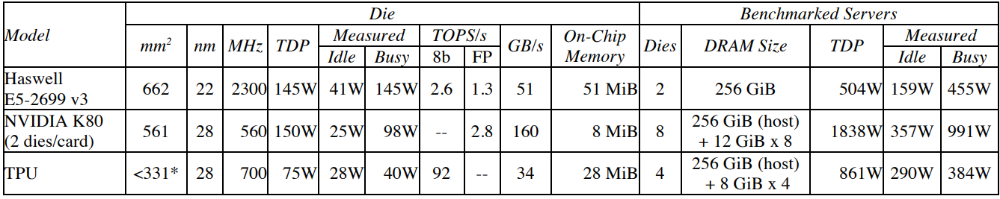 Model Die Benchmarked Servers
mm² nm MHz TDP Measured TOPS/s GB/s On-Chip Memory Dies DRAM Size TDP Measured
Idle Busy 8b FP Idle Busy
Haswell E5-2699 v3 662 22 2300 145W 41W 145W 2.6 1.3 51 51 MiB 2 256 GiB 504W 159W 455W
NVIDIA K80 (2 dies/card) 561 28 560 150W 25W 98W -- 2.8 160 8 MiB 8 256 GiB (host) + 12 GiB x 8 1838W 357W 991W
TPU <331* 28 700 75W 28W 40W 92 -- 34 28 MiB 4 256 GiB (host) + 8 GiB x 4 861W 290W 384W